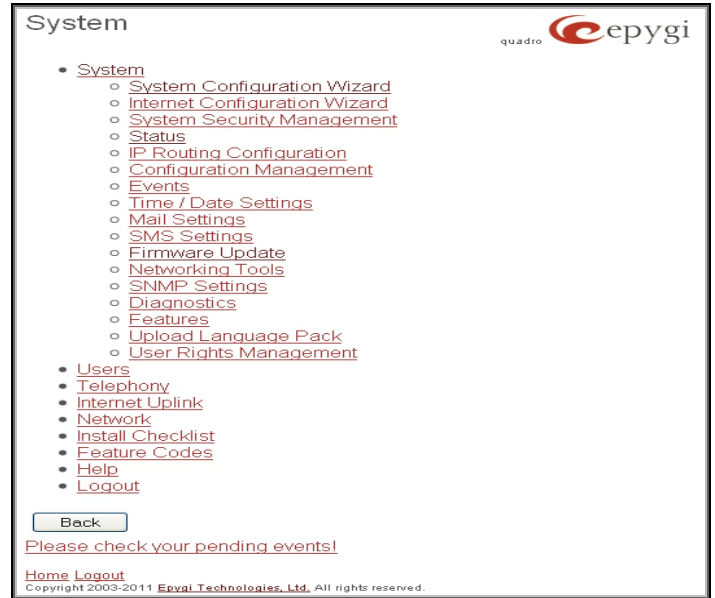 System
quadro epygi
System
System Configuration Wizard
Internet Configuration Wizard
System Security Management
Status
IP Routing Configuration
Configuration Management
Events
Time / Date Settings
Mail Settings
SMS Settings
Firmware Update
Networking Tools
SNMP Settings
Diagnostics
Features
Upload Language Pack
User Rights Management
Users
Telephony
Internet Uplink
Network
Install Checklist
Feature Codes
Help
Logout
Back
Please check your pending events!
Home Logout
Copyright 2003-2011 Epygi Technologies, Ltd. All rights reserved.